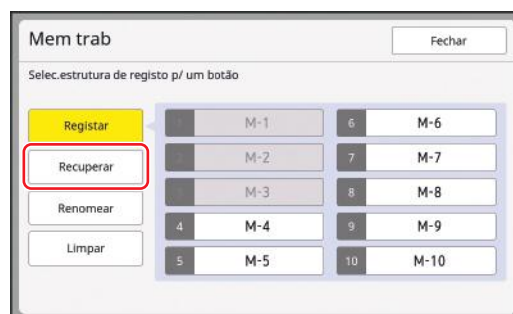 Mem trab
Fechar
Selec.estrutura de registo p/ um botão
Registar
Recuperar
Renomear
Limpar
M-1
M-2
M-3
4 M-4
5 M-5
6 M-6
7 M-7
8 M-8
9 M-9
10 M-10